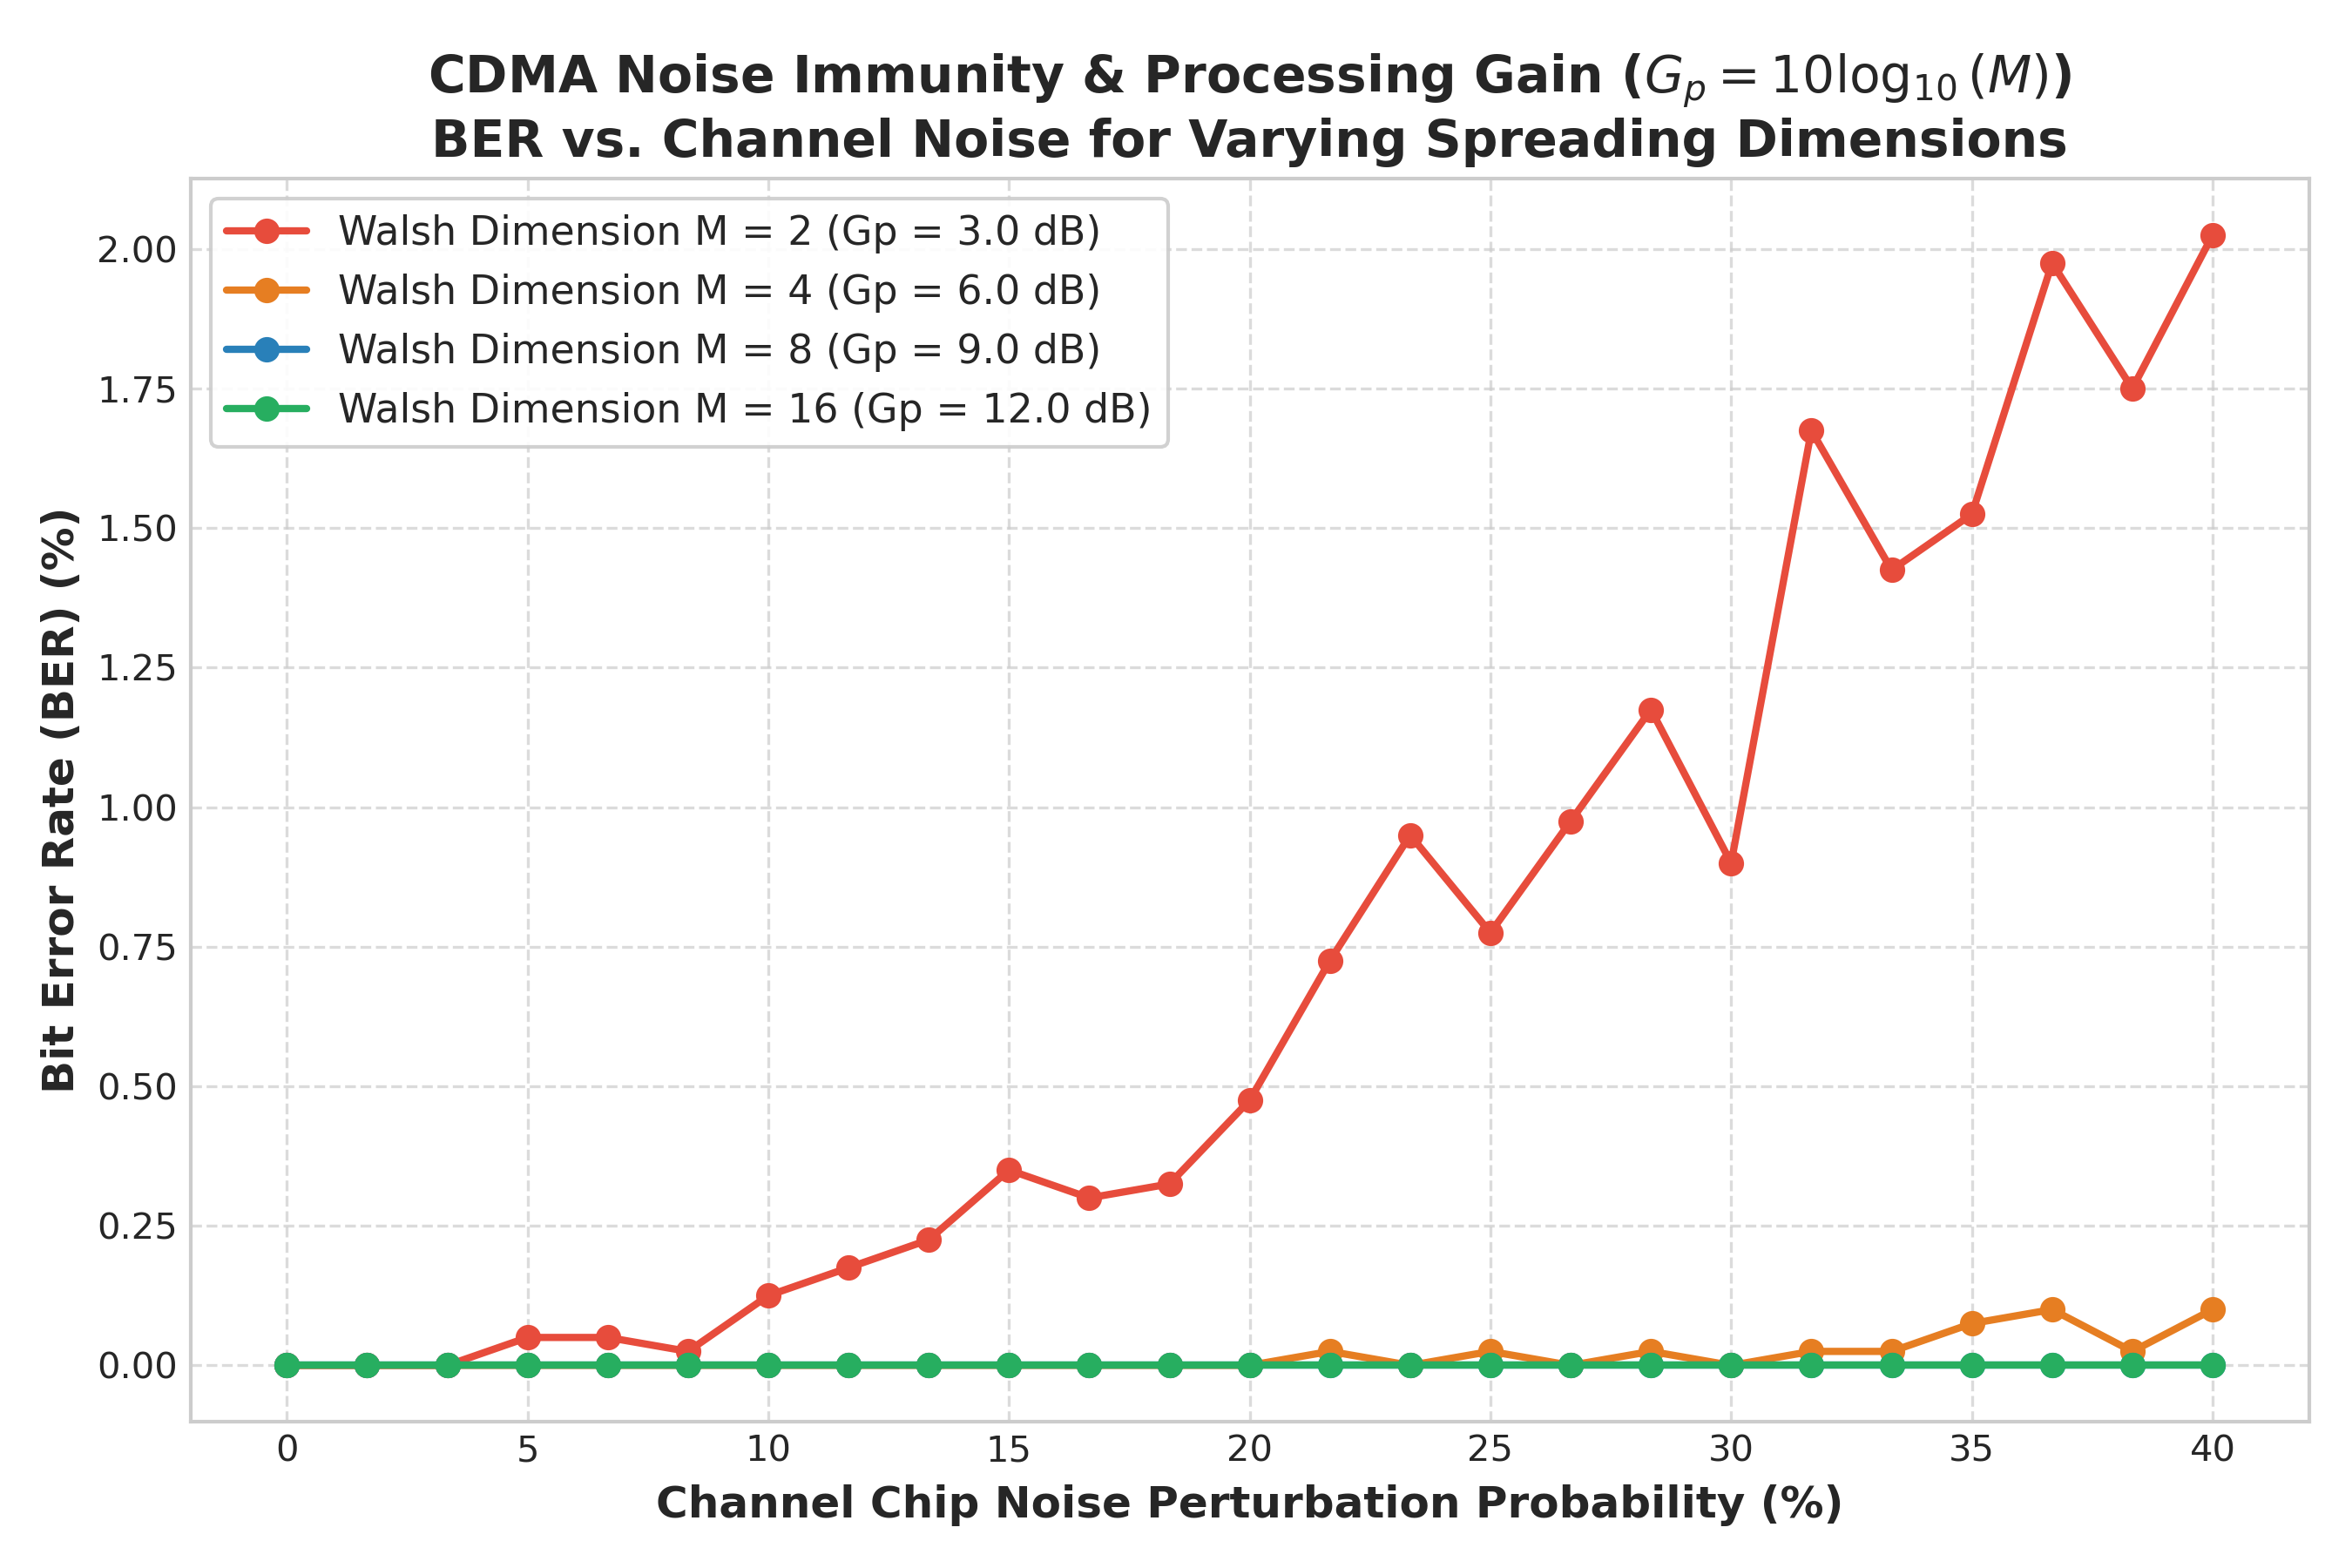 CDMA Noise Immunity & Processing Gain (Gₚ = 10log₁₀(M))
BER vs. Channel Noise for Varying Spreading Dimensions
Walsh Dimension M = 2 (Gp = 3.0 dB)
Walsh Dimension M = 4 (Gp = 6.0 dB)
Walsh Dimension M = 8 (Gp = 9.0 dB)
Walsh Dimension M = 16 (Gp = 12.0 dB)
Bit Error Rate (BER) (%)
2.00
1.75
1.50
1.25
1.00
0.75
0.50
0.25
0.00
0 5 10 15 20 25 30 35 40
Channel Chip Noise Perturbation Probability (%)